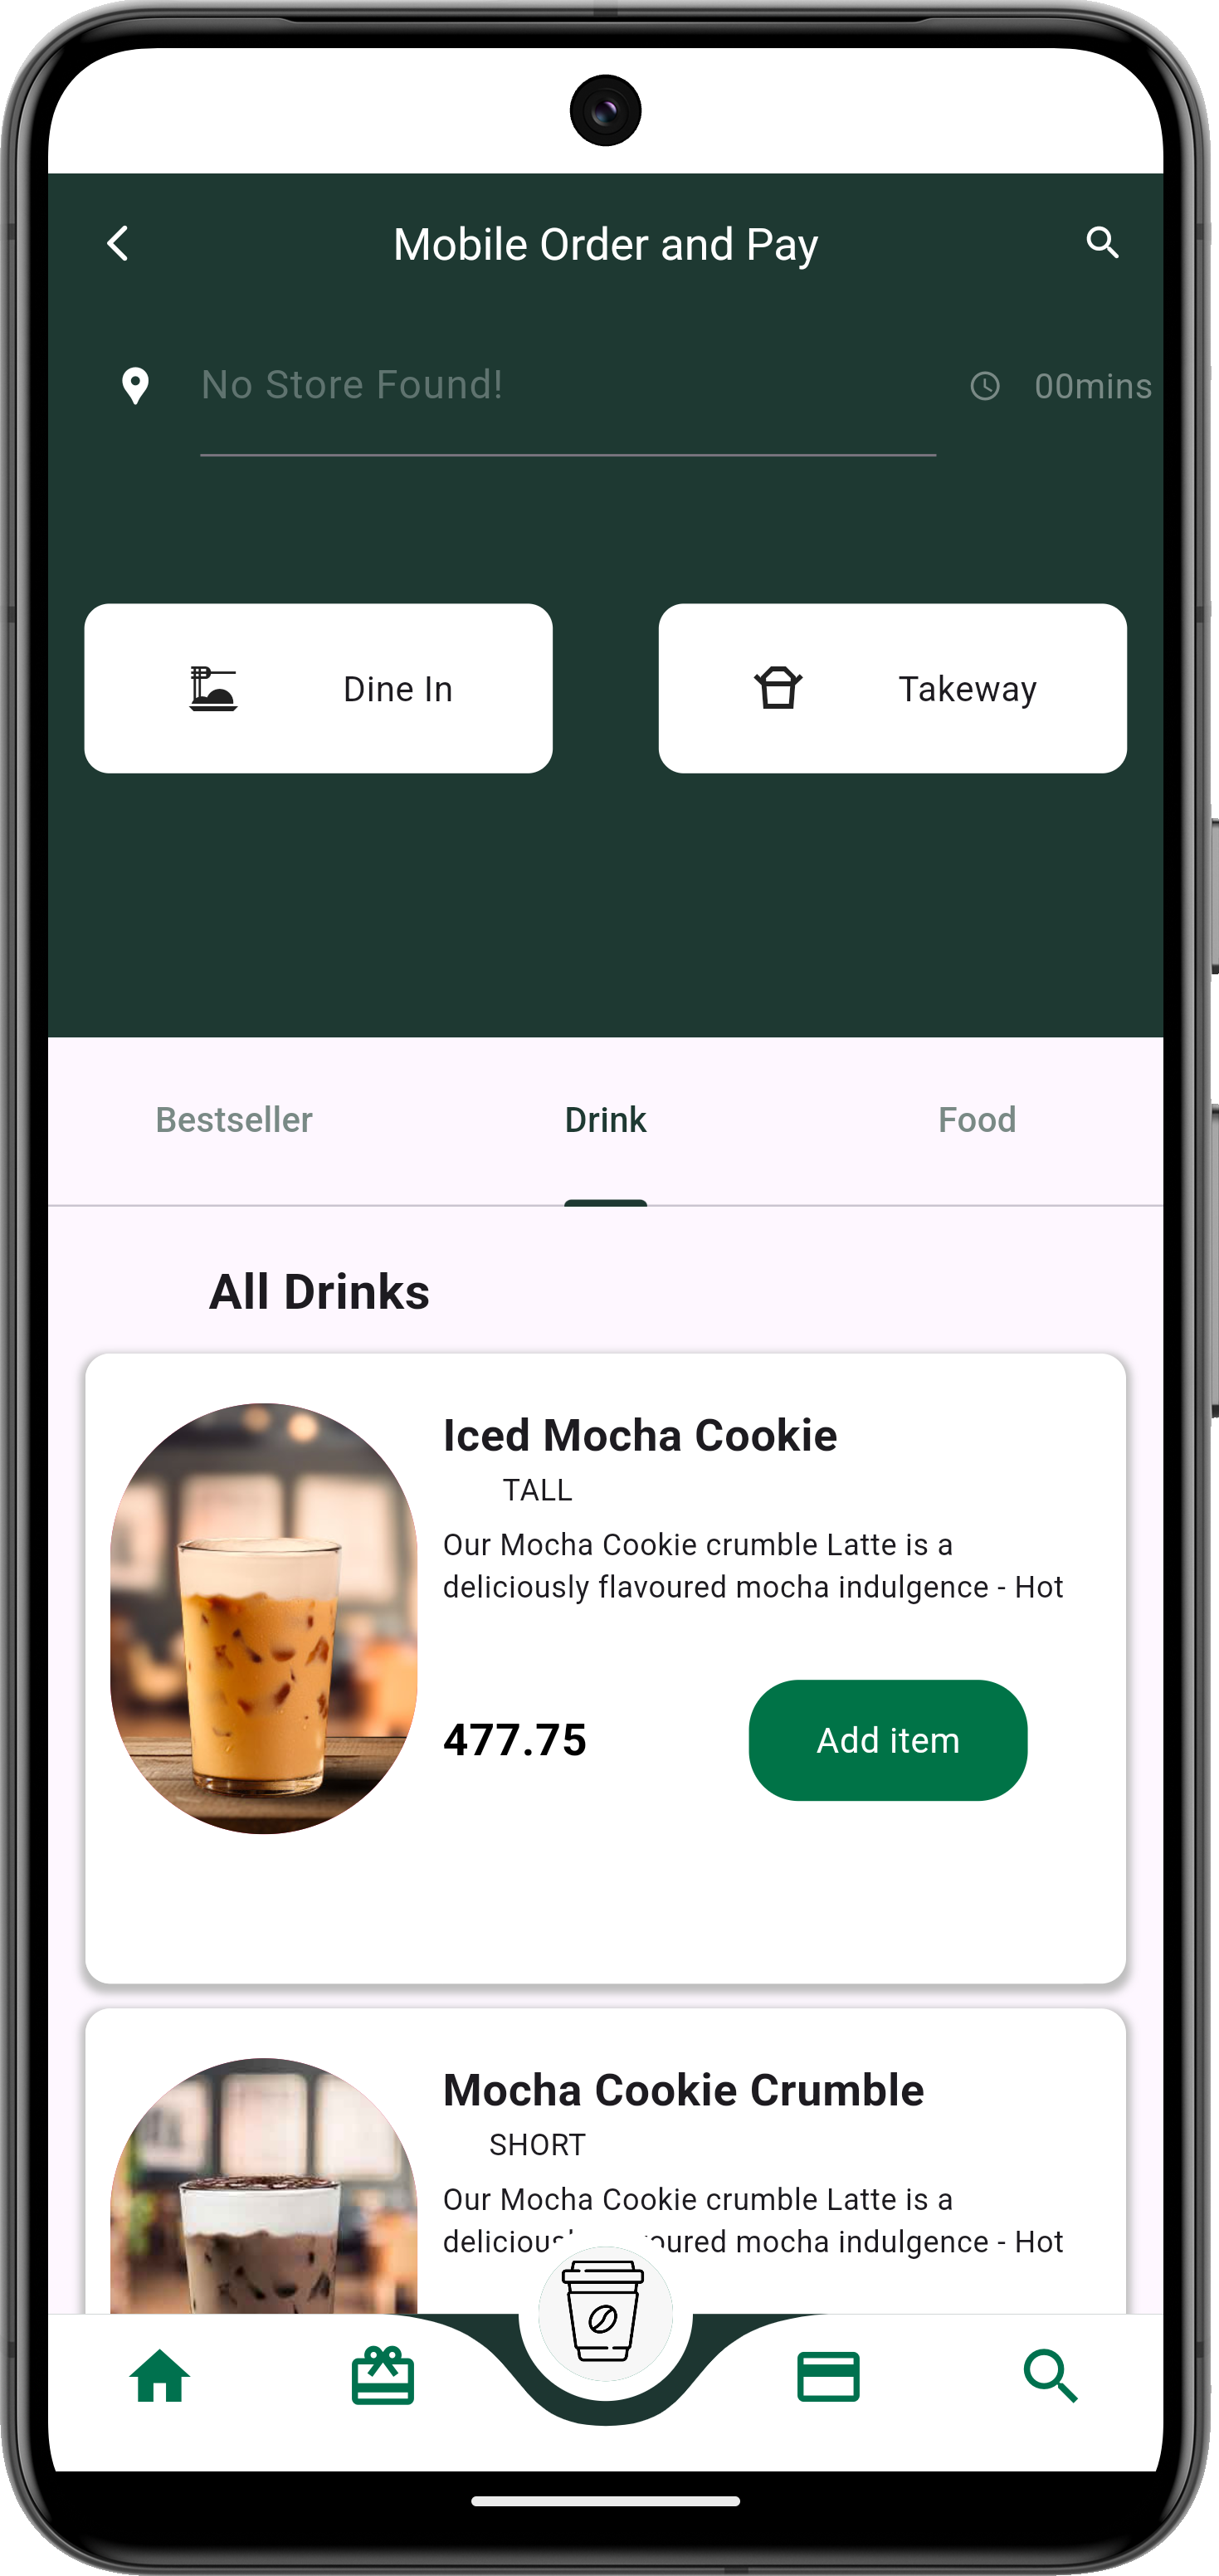 Mobile Order and Pay
No Store Found!
00mins
Dine In
Takeway
Bestseller
Drink
Food
All Drinks
Iced Mocha Cookie
TALL
Our Mocha Cookie crumble Latte is a
deliciously flavoured mocha indulgence - Hot
477.75
Add item
Mocha Cookie Crumble
SHORT
Our Mocha Cookie crumble Latte is a
mocha indulgence - Hot